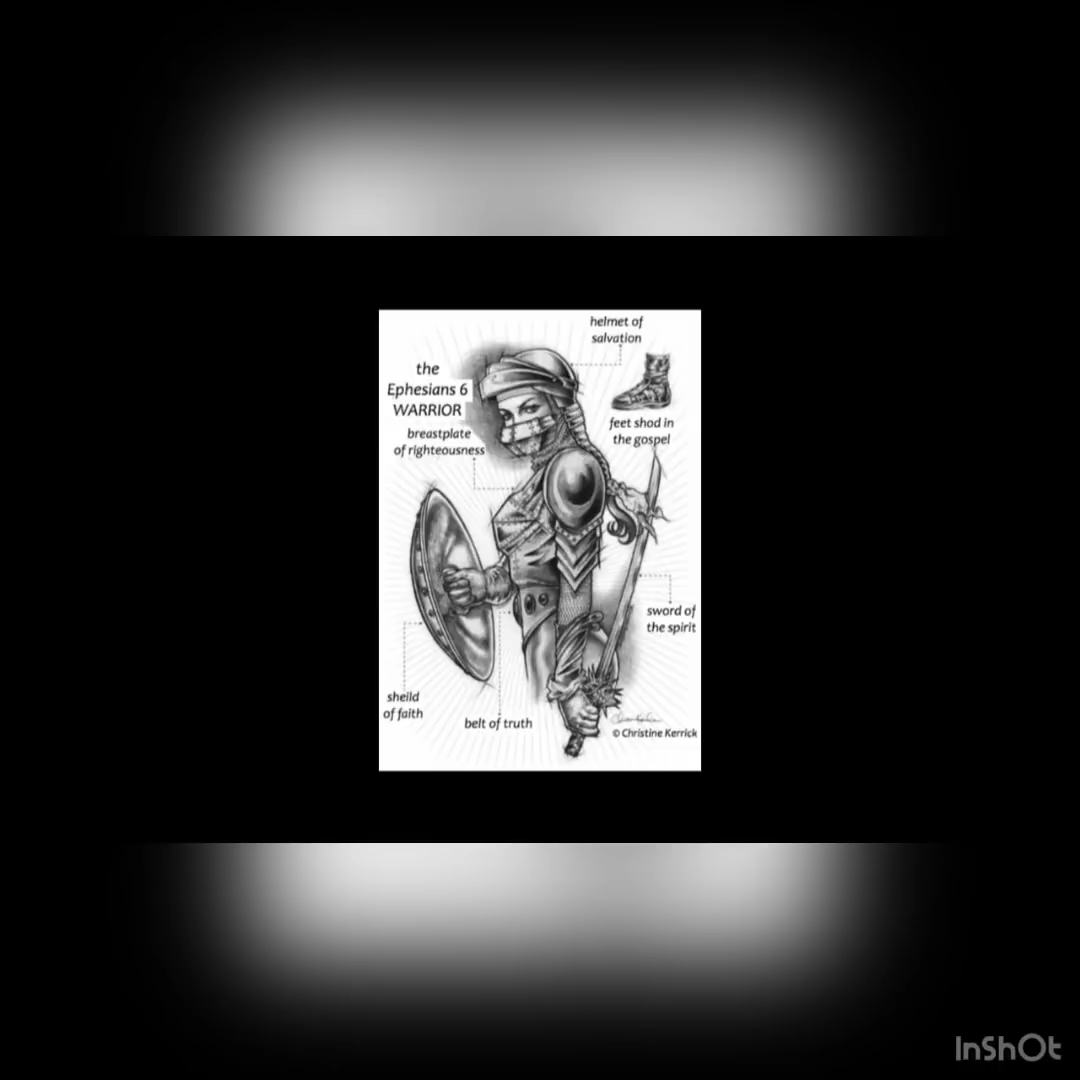 helmet of
salvation
the
Ephesians 6
WARRIOR
feet shod in
the gospel
breastplate
of righteousness
sword of
the spirit
sheild
of faith
belt of truth
© Christine Kerrick
InShOt